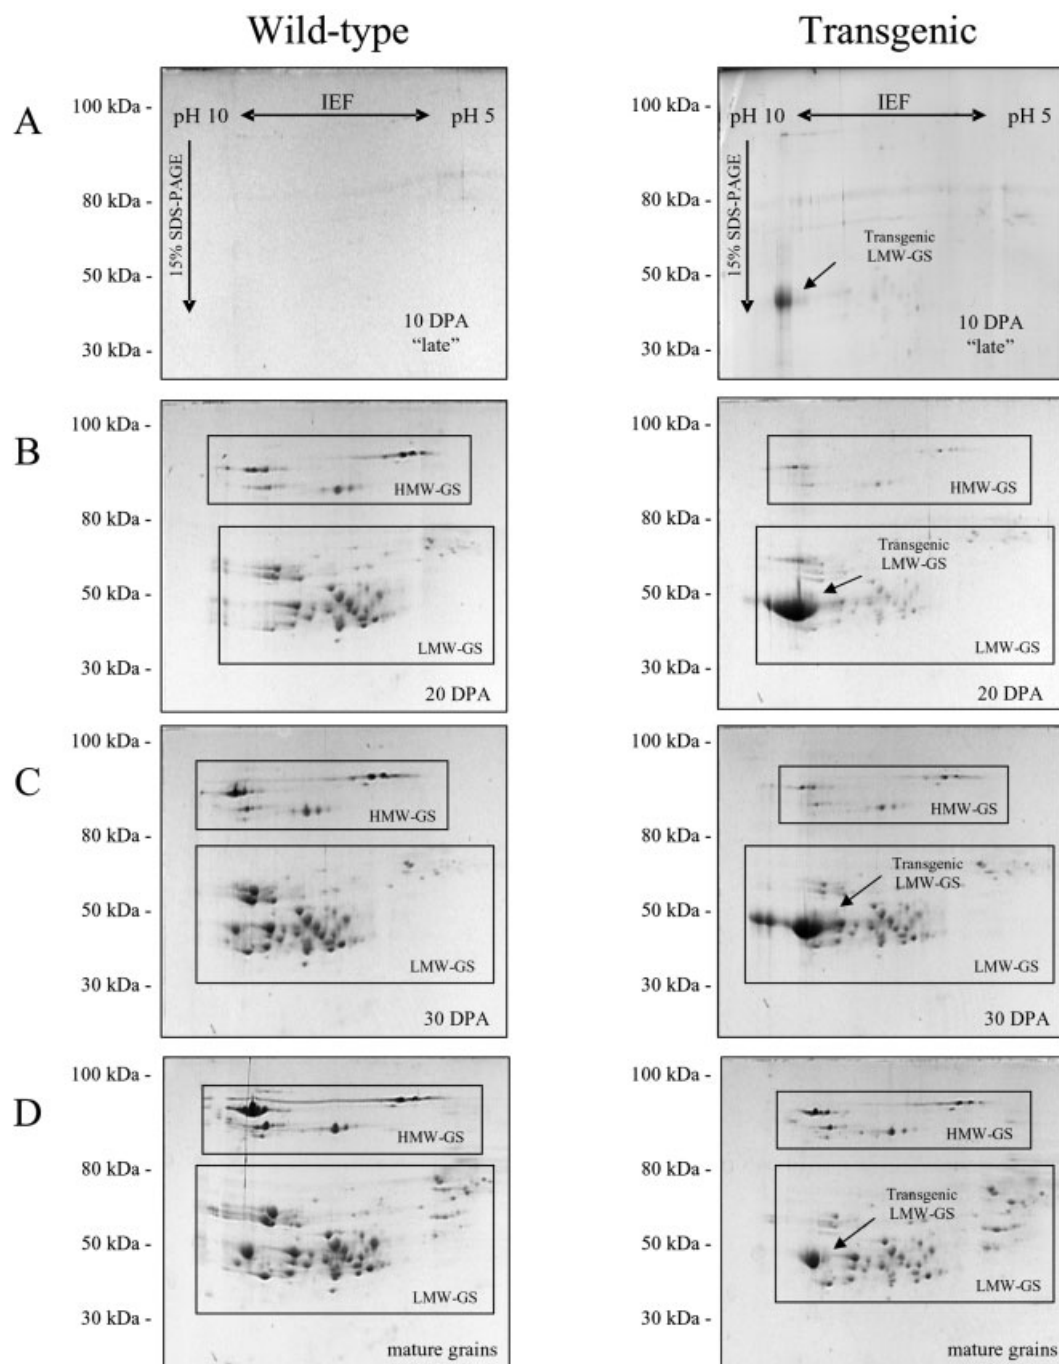 Wild-type
Transgenic
A
100 kDa -
80 kDa -
50 kDa -
30 kDa -
pH 10
IEF
pH 5
15% SDS-PAGE
10 DPA
“late”
100 kDa -
80 kDa -
50 kDa -
30 kDa -
pH 10
IEF
pH 5
15% SDS-PAGE
Transgenic
LMW-GS
10 DPA
“late”
B
100 kDa -
80 kDa -
50 kDa -
30 kDa -
HMW-GS
LMW-GS
20 DPA
100 kDa -
80 kDa -
50 kDa -
30 kDa -
HMW-GS
Transgenic
LMW-GS
LMW-GS
20 DPA
C
100 kDa -
80 kDa -
50 kDa -
30 kDa -
HMW-GS
LMW-GS
30 DPA
100 kDa -
80 kDa -
50 kDa -
30 kDa -
HMW-GS
Transgenic
LMW-GS
LMW-GS
30 DPA
D
100 kDa -
80 kDa -
50 kDa -
30 kDa -
HMW-GS
LMW-GS
mature grains
100 kDa -
80 kDa -
50 kDa -
30 kDa -
HMW-GS
Transgenic
LMW-GS
LMW-GS
mature grains